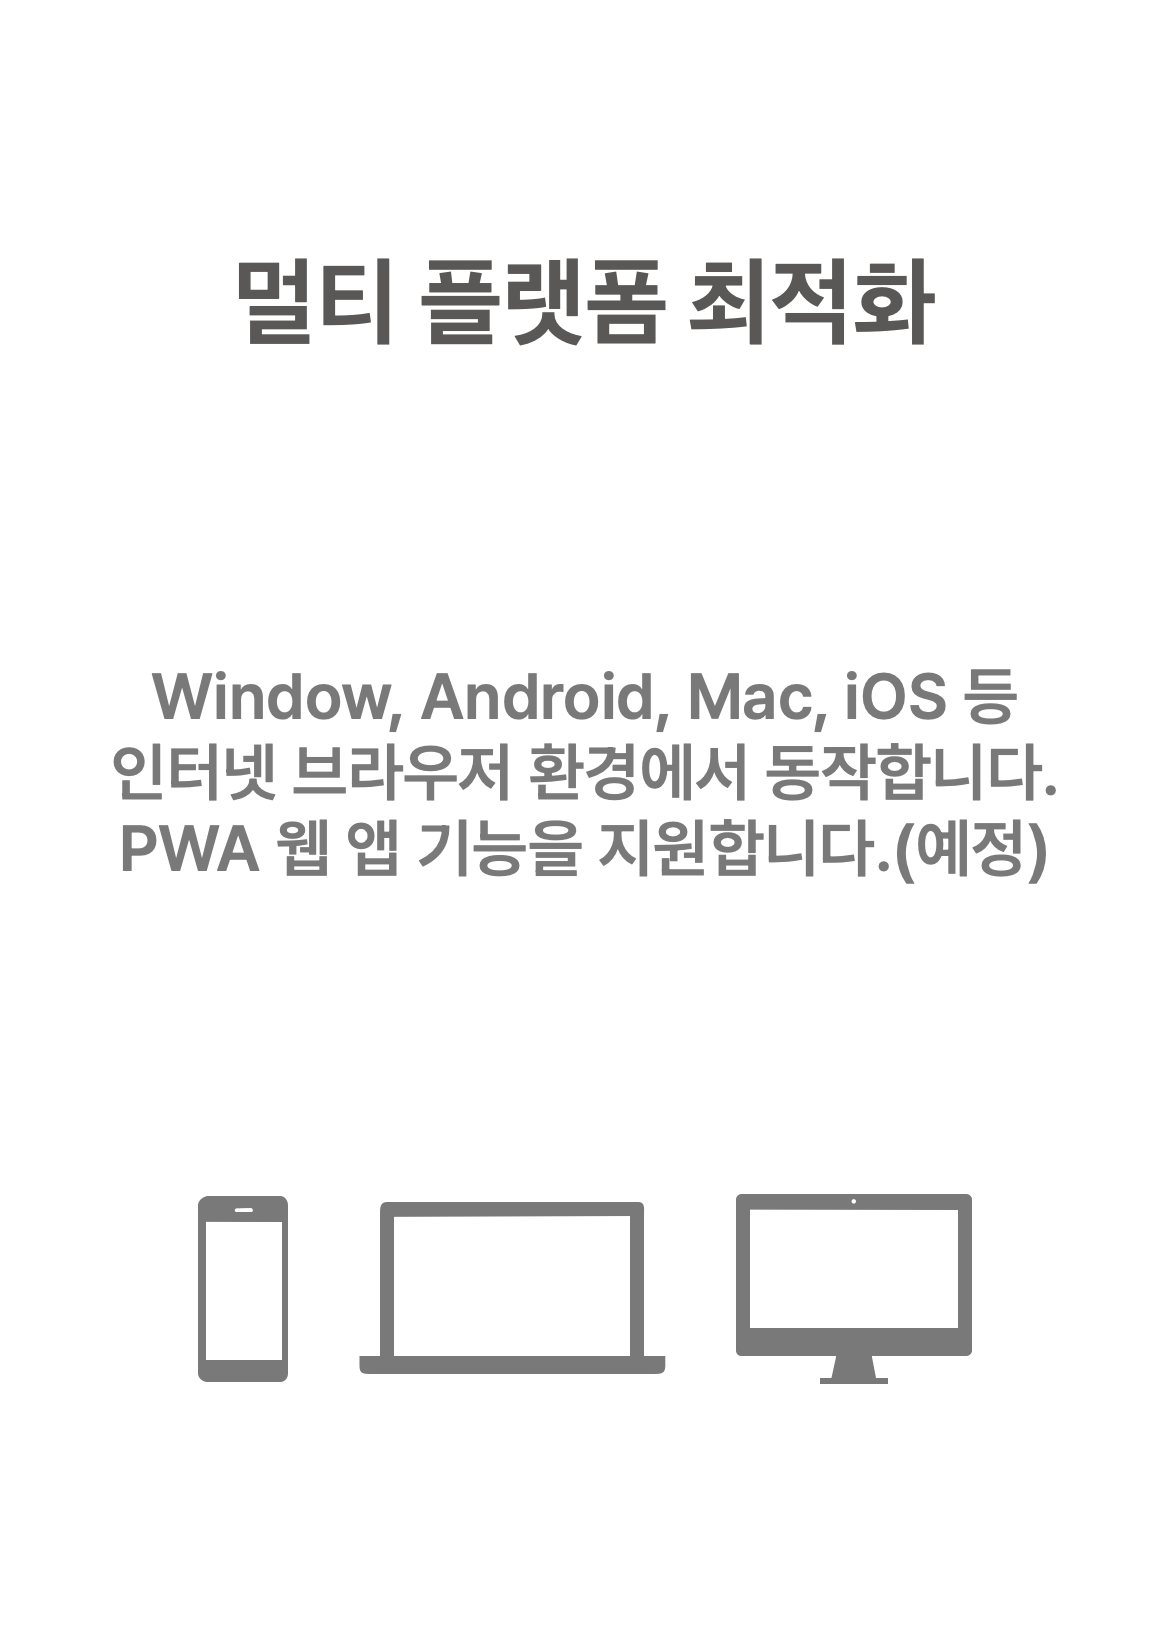 멀티 플랫폼 최적화
Window, Android, Mac, iOS 등
인터넷 브라우저 환경에서 동작합니다.
PWA 웹 앱 기능을 지원합니다.(예정)